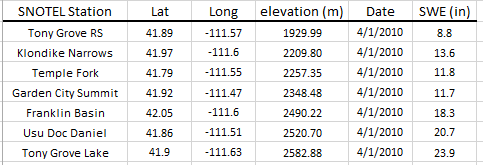 SNOTEL Station Lat Long elevation (m) Date SWE (in)
Tony Grove RS 41.89 -111.57 1929.99 4/1/2010 8.8
Klondike Narrows 41.97 -111.6 2209.80 4/1/2010 13.6
Temple Fork 41.79 -111.55 2257.35 4/1/2010 11.8
Garden City Summit 41.92 -111.47 2348.48 4/1/2010 11.7
Franklin Basin 42.05 -111.6 2490.22 4/1/2010 18.3
Usu Doc Daniel 41.86 -111.51 2520.70 4/1/2010 20.7
Tony Grove Lake 41.9 -111.63 2582.88 4/1/2010 23.9